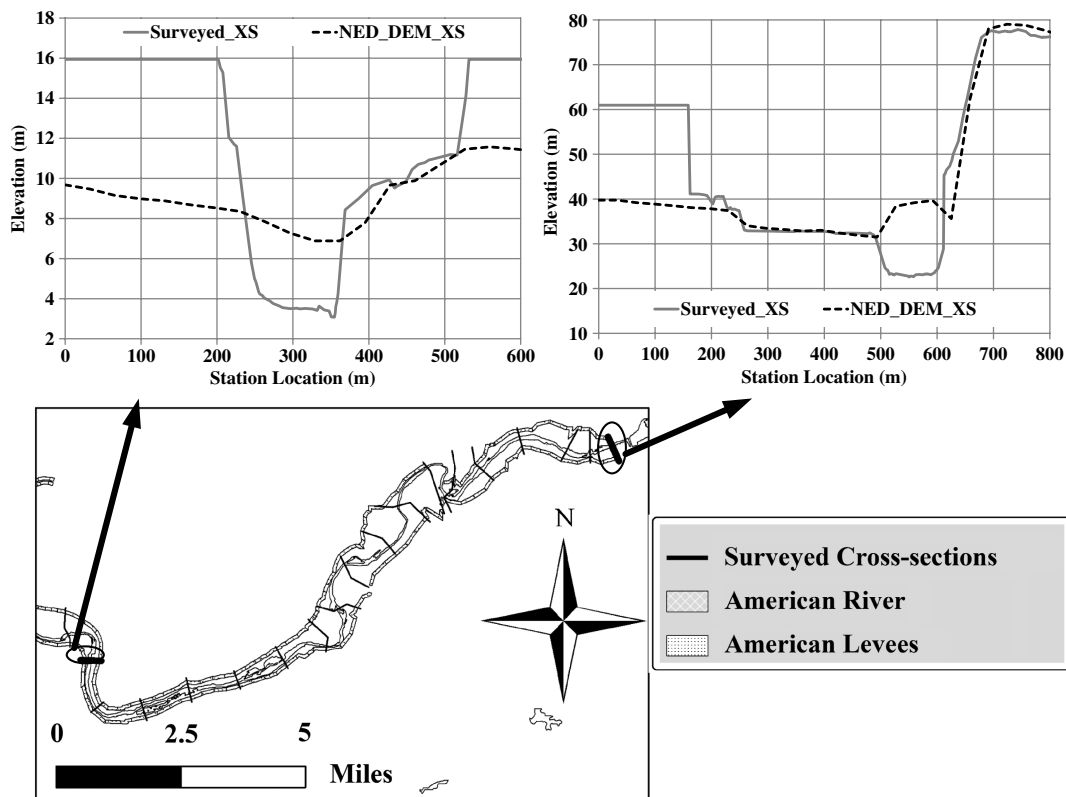 18
16
14
12
10
8
6
4
2
Elevation (m)
Surveyed_XS
NED_DEM_XS
0 100 200 300 400 500 600
Station Location (m)
80
70
60
50
40
30
20
10
Elevation (m)
Surveyed_XS
NED_DEM_XS
0 100 200 300 400 500 600 700 800
Station Location (m)
N
0 2.5 5
Miles
Surveyed Cross-sections
American River
American Levees